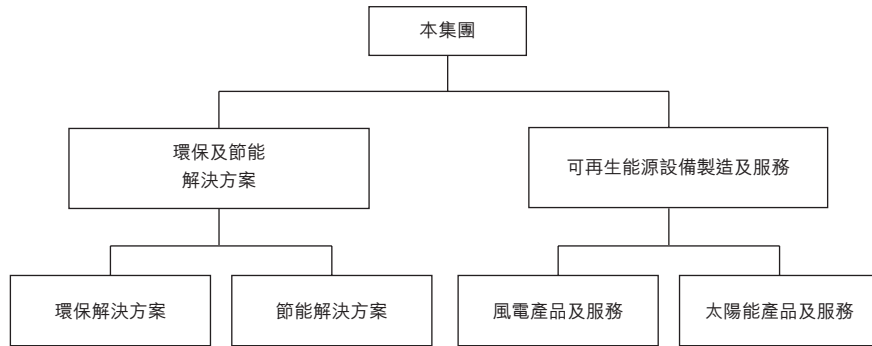 本集團
環保及節能
解決方案
可再生能源設備製造及服務
環保解決方案
節能解決方案
風電產品及服務
太陽能產品及服務